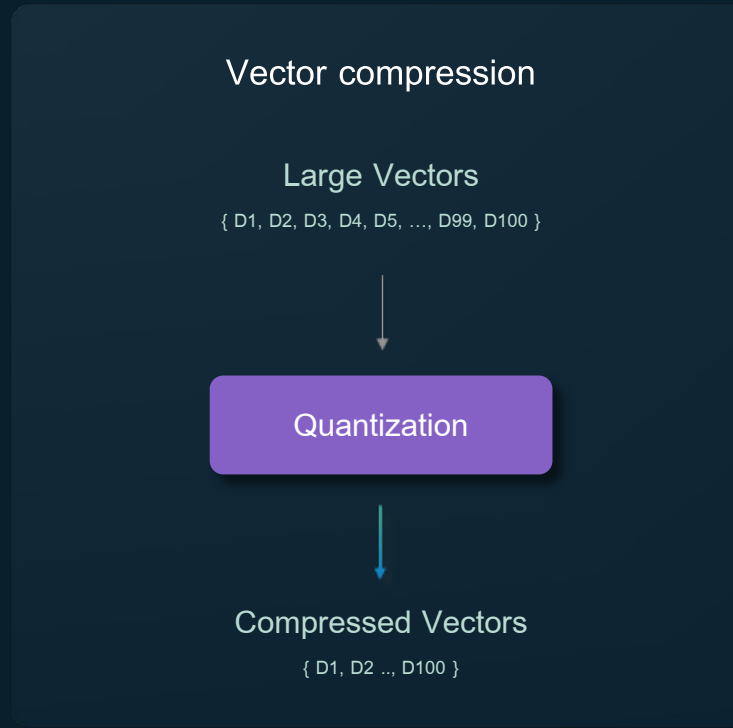 Vector compression
Large Vectors
{ D1, D2, D3, D4, D5, ..., D99, D100 }
Quantization
Compressed Vectors
{ D1, D2 .., D100 }